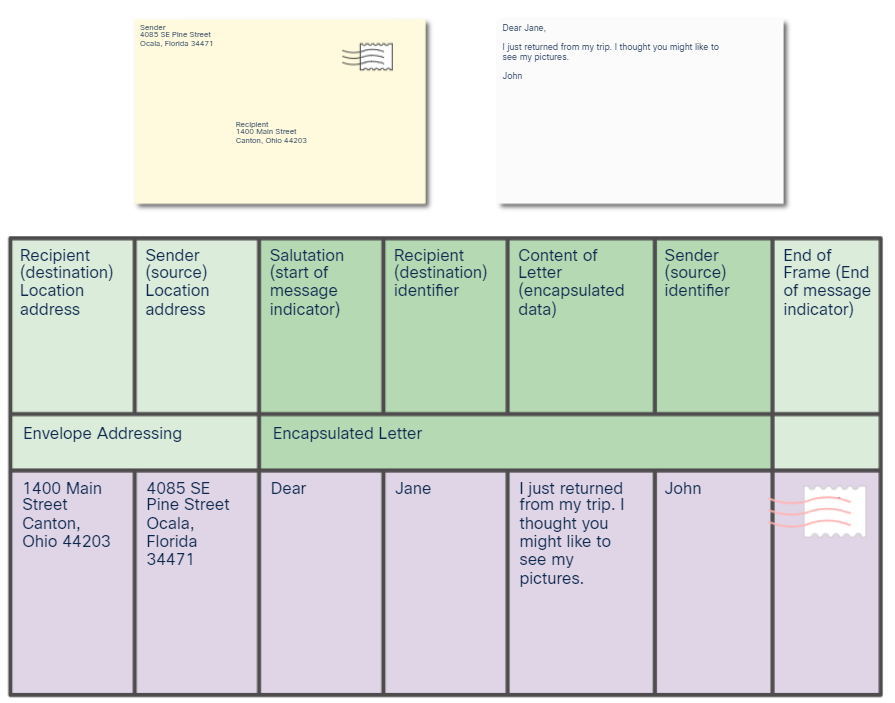 Sender
4085 SE Pine Street
Ocala, Florida 34471
Recipient
1400 Main Street
Canton, Ohio 44203
Dear Jane,
I just returned from my trip. I thought you might like to
see my pictures.
John
Recipient
(destination)
Location
address
Sender
(source)
Location
address
Salutation
(start of
message
indicator)
Recipient
(destination)
identifier
Content of
Letter
(encapsulated
data)
Sender
(source)
identifier
End of
Frame (End
of message
indicator)
Envelope Addressing
Encapsulated Letter
1400 Main
Street
Canton,
Ohio 44203
4085 SE
Pine Street
Ocala,
Florida
34471
Dear
Jane
I just returned
from my trip. I
thought you
might like to
see my
pictures.
John